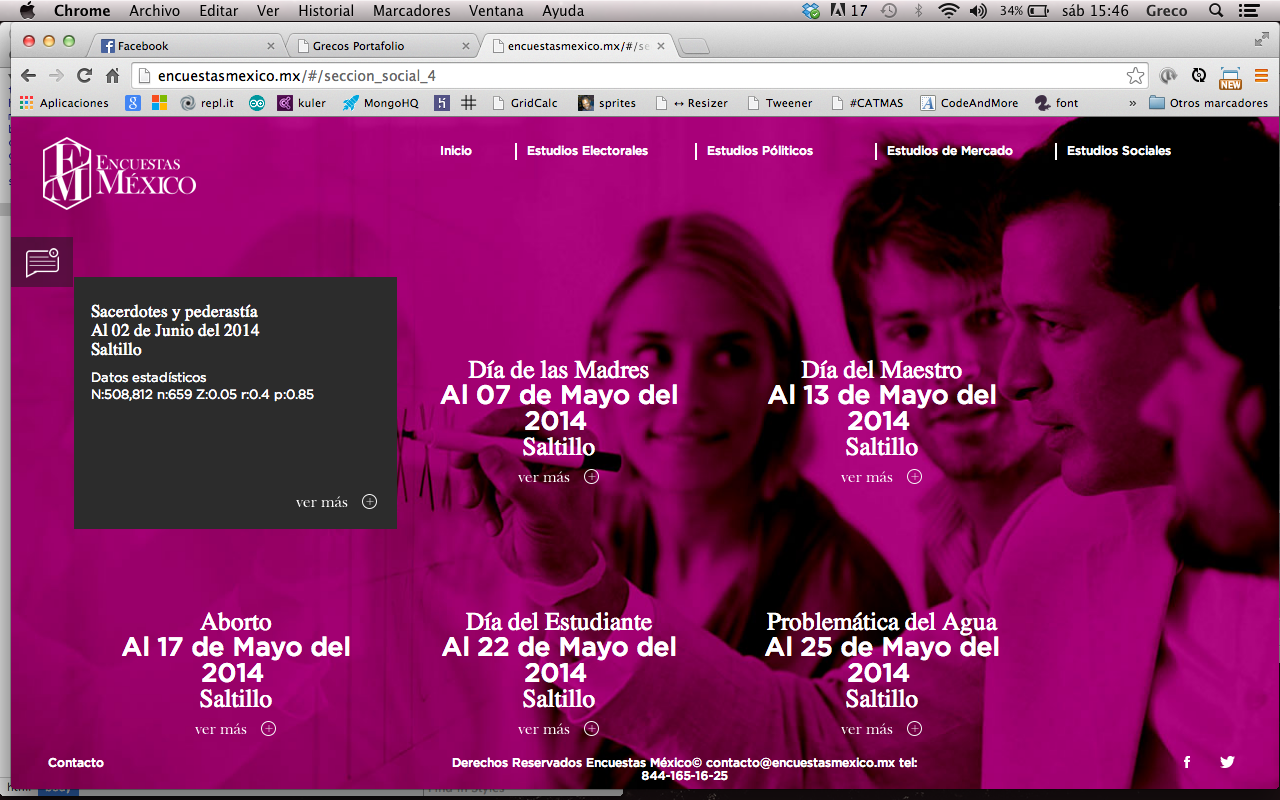 Chrome Archivo Editar Ver Historial Marcadores Ventana Ayuda 17 34% sáb 15:46 Greco
Facebook Grecos Portafolio encuestasmexico.mx/#/se
encuestasmexico.mx/#/seccion_social_4
NEW
Aplicaciones repl.it kuler MongoHQ GridCalc sprites Resizer Tweener #CATMAS CodeAndMore font » Otros marcadores
EM
ENCUESTAS
MÉXICO
Inicio Estudios Electorales Estudios Póliticos Estudios de Mercado Estudios Sociales
Sacerdotes y pederastía
Al 02 de Junio del 2014
Saltillo
Datos estadísticos
N:508,812 n:659 Z:0.05 r:0.4 p:0.85
ver más
Día de las Madres
Al 07 de Mayo del
2014
Saltillo
ver más
Día del Maestro
Al 13 de Mayo del
2014
Saltillo
ver más
Aborto
Al 17 de Mayo del
2014
Saltillo
ver más
Día del Estudiante
Al 22 de Mayo del
2014
Saltillo
ver más
Problemática del Agua
Al 25 de Mayo del
2014
Saltillo
ver más
Contacto
Derechos Reservados Encuestas México© contacto@encuestasmexico.mx tel:
844-165-16-25